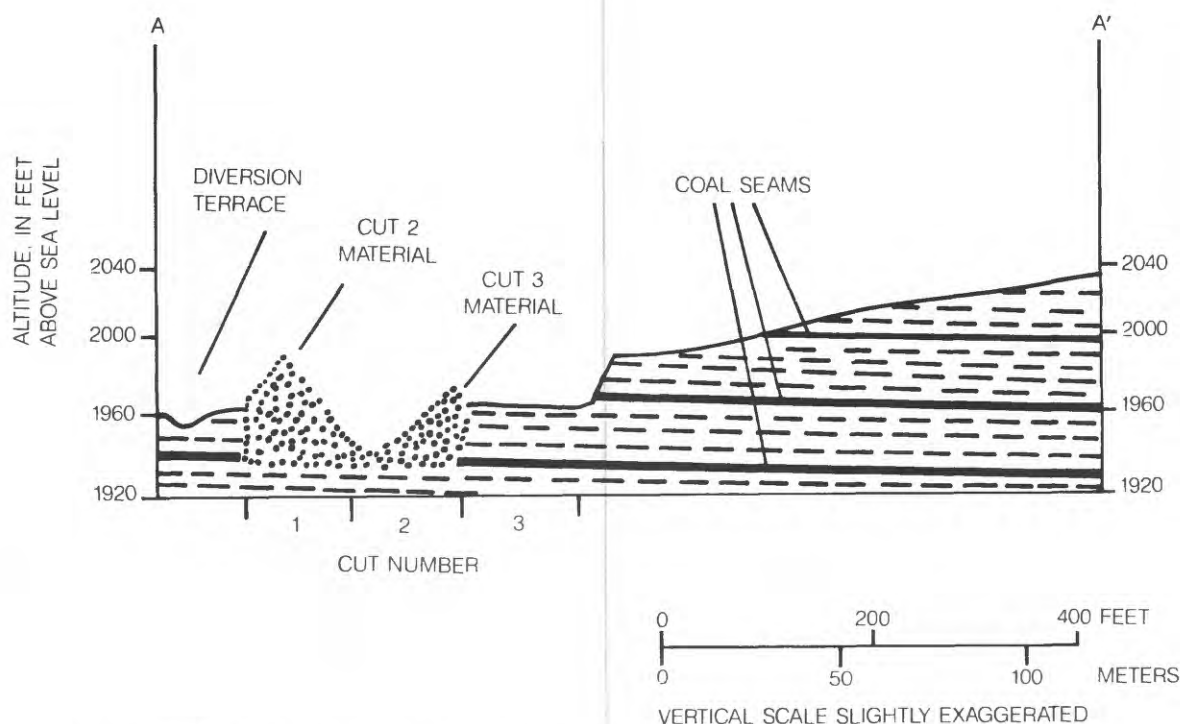 A
A'
ALTITUDE, IN FEET
ABOVE SEA LEVEL
DIVERSION
TERRACE
CUT 2
MATERIAL
CUT 3
MATERIAL
COAL SEAMS
2040
2000
1960
1920
2040
2000
1960
1920
1
2
3
CUT NUMBER
0
200
400 FEET
0
50
100
METERS
VERTICAL SCALE SLIGHTLY EXAGGERATED